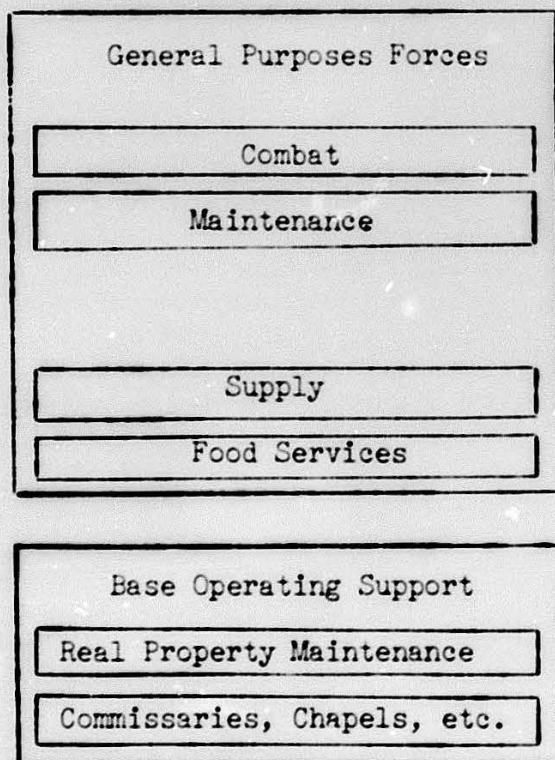 General Purposes Forces
Combat
Maintenance
Supply
Food Services
Base Operating Support
Real Property Maintenance
Commissaries, Chapels, etc.